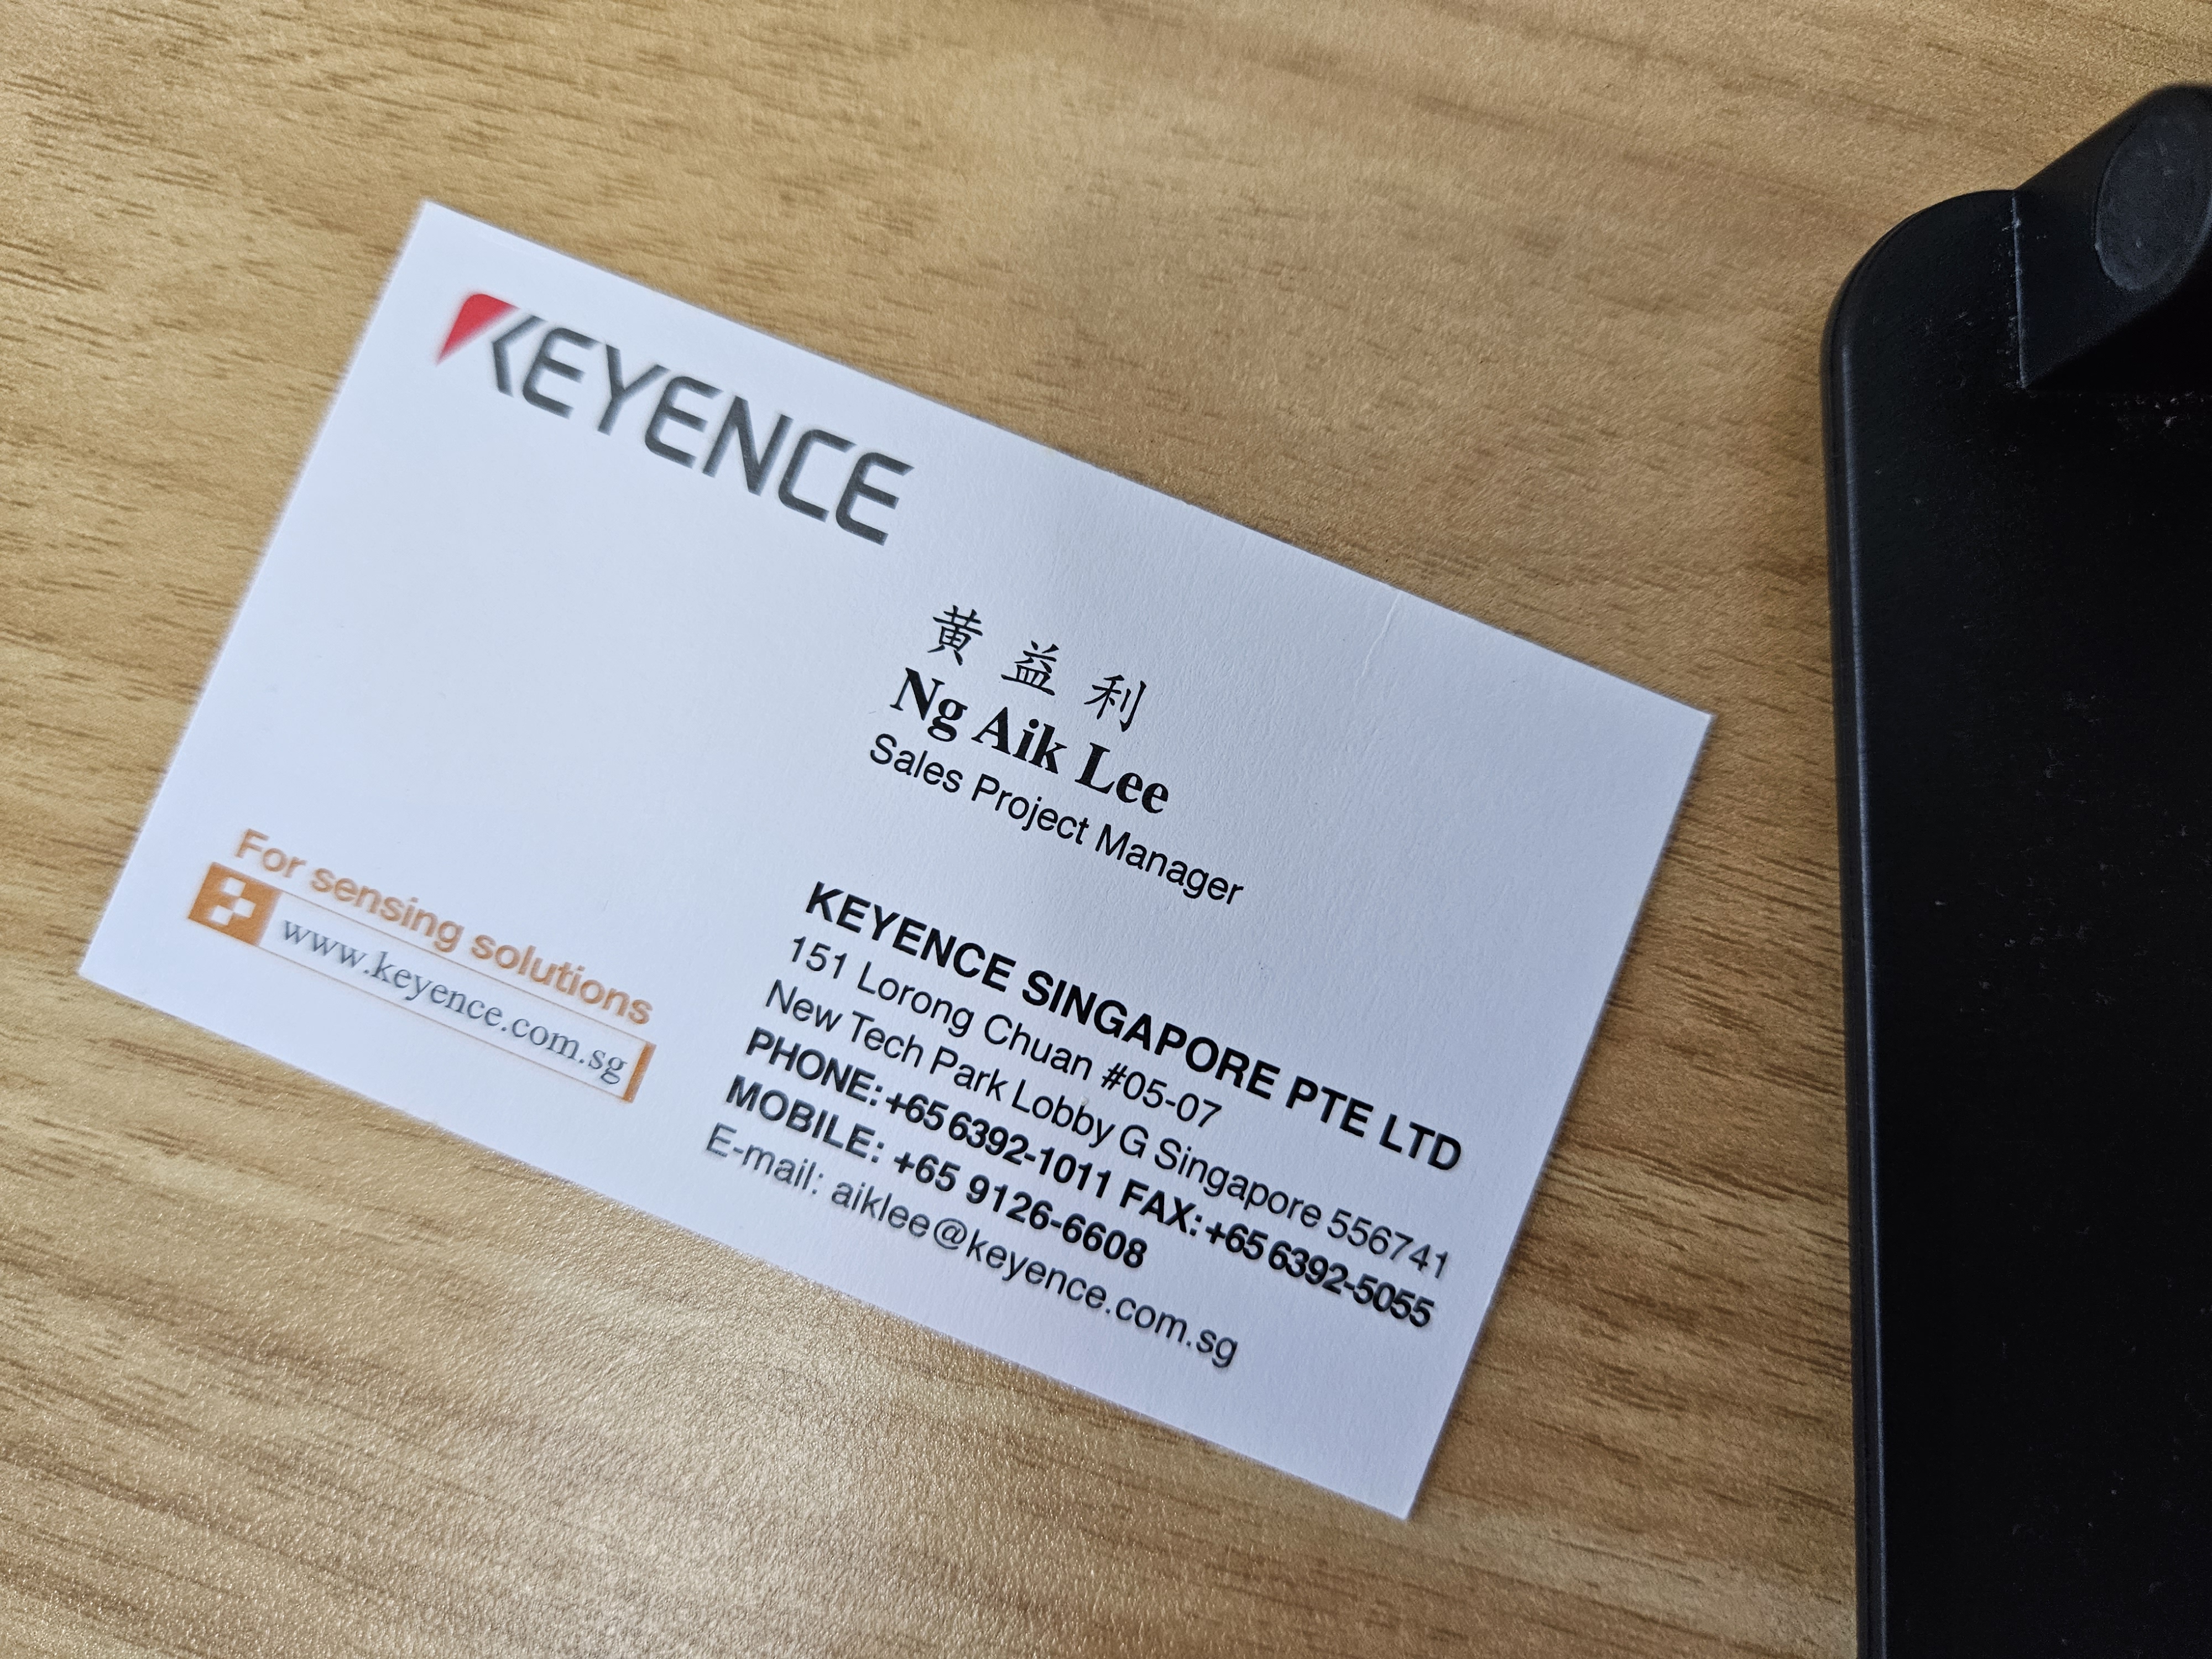 KEYENCE
黄益利
Ng Aik Lee
Sales Project Manager
For sensing solutions
www.keyence.com.sg
KEYENCE SINGAPORE PTE LTD
151 Lorong Chuan #05-07
New Tech Park Lobby G Singapore 556741
PHONE:+65 6392-1011 FAX:+65 6392-5055
MOBILE: +65 9126-6608
E-mail: aiklee@keyence.com.sg